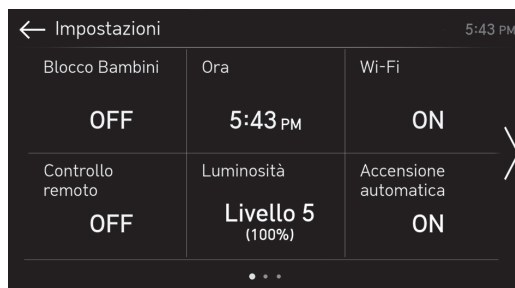 Impostazioni
5:43 PM
Blocco Bambini
Ora
Wi-Fi
OFF
5:43 PM
ON
Controllo
remoto
Luminosità
Accensione
automatica
OFF
Livello 5
(100%)
ON